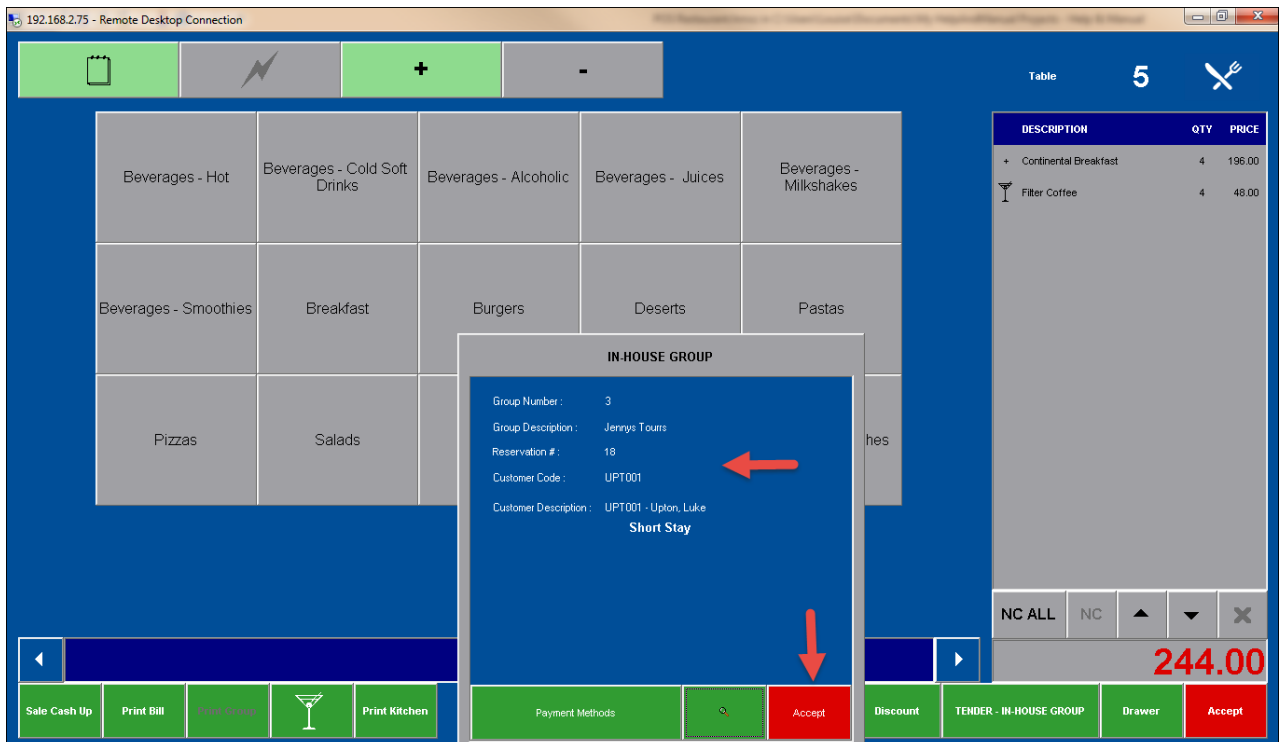 192.168.2.75 - Remote Desktop Connection
+
-
Table
5
Beverages - Hot
Beverages - Cold Soft
Drinks
Beverages - Alcoholic
Beverages - Juices
Beverages -
Milkshakes
Beverages - Smoothies
Breakfast
Burgers
Deserts
Pastas
Pizzas
Salads
hes
DESCRIPTION QTY PRICE
+ Continental Breakfast 4 196.00
Filter Coffee 4 48.00
IN-HOUSE GROUP
Group Number : 3
Group Description : Jennys Tourrs
Reservation # : 18
Customer Code : UPT001
Customer Description : UPT001 - Upton, Luke
Short Stay
Payment Methods
Accept
NC ALL
NC
244.00
Sale Cash Up
Print Bill
Print Kitchen
Discount
TENDER - IN-HOUSE GROUP
Drawer
Accept